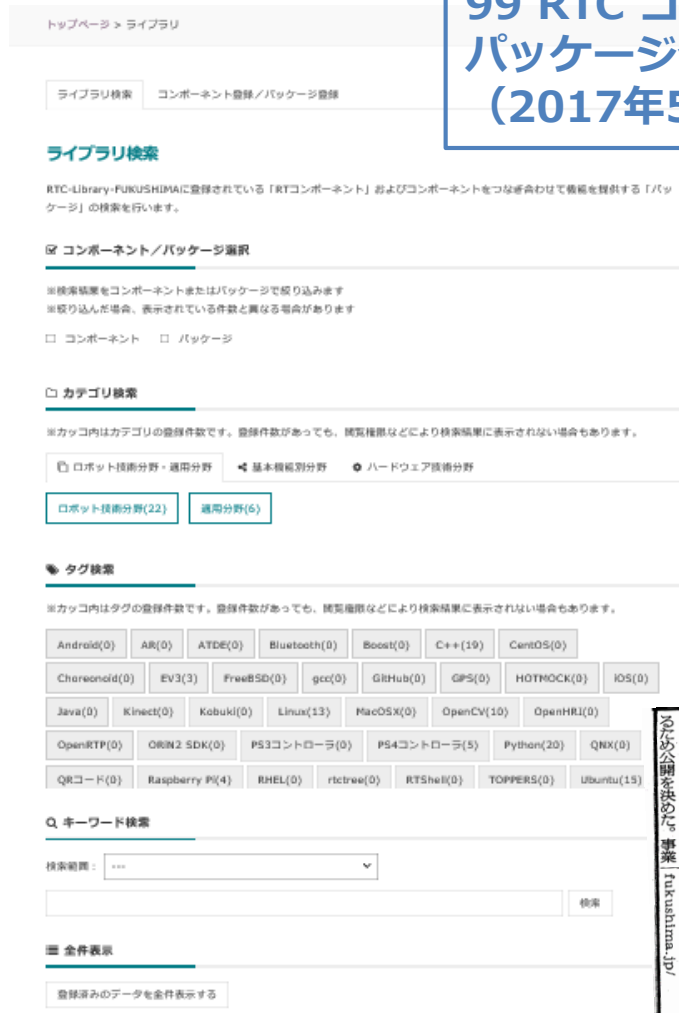 トップページ > ライブラリ
99 RTC コ
パッケージ
（2017年5
ライブラリ検索 コンポーネント登録／パッケージ登録
ライブラリ検索
RTC-Library-FUKUSHIMAに登録されている「RTコンポーネント」およびコンポーネントをつなぎ合わせて機能を提供する「パッ
ケージ」の検索を行います。
コンポーネント／パッケージ選択
※検索結果をコンポーネントまたはパッケージで絞り込みます
※絞り込んだ場合、表示されている件数と異なる場合があります
コンポーネント パッケージ
カテゴリ検索
※カッコ内はカテゴリの登録件数です。登録件数があっても、閲覧権限などにより検索結果に表示されない場合もあります。
ロボット技術分野・適用分野 基本機能別分野 ハードウェア技術分野
ロボット技術分野(22) 適用分野(6)
タグ検索
※カッコ内はタグの登録件数です。登録件数があっても、閲覧権限などにより検索結果に表示されない場合もあります。
Android(0) AR(0) ATDE(0) Bluetooth(0) Boost(0) C++(19) CentOS(0)
Choreonoid(0) EV3(3) FreeBSD(0) gcc(0) GitHub(0) GPS(0) HOTMOCK(0) iOS(0)
Java(0) Kinect(0) Kobuki(0) Linux(13) MacOSX(0) OpenCV(10) OpenHRI(0)
OpenRTP(0) ORiN2 SDK(0) PS3コントローラ(0) PS4コントローラ(5) Python(20) QNX(0)
QRコード(0) Raspberry Pi(4) RHEL(0) rtctree(0) RTShell(0) TOPPERS(0) Ubuntu(15)
キーワード検索
検索範囲： ---
検索
全件表示
登録済みのデータを全件表示する
るため公開を決めた。事業
fukushima.jp/